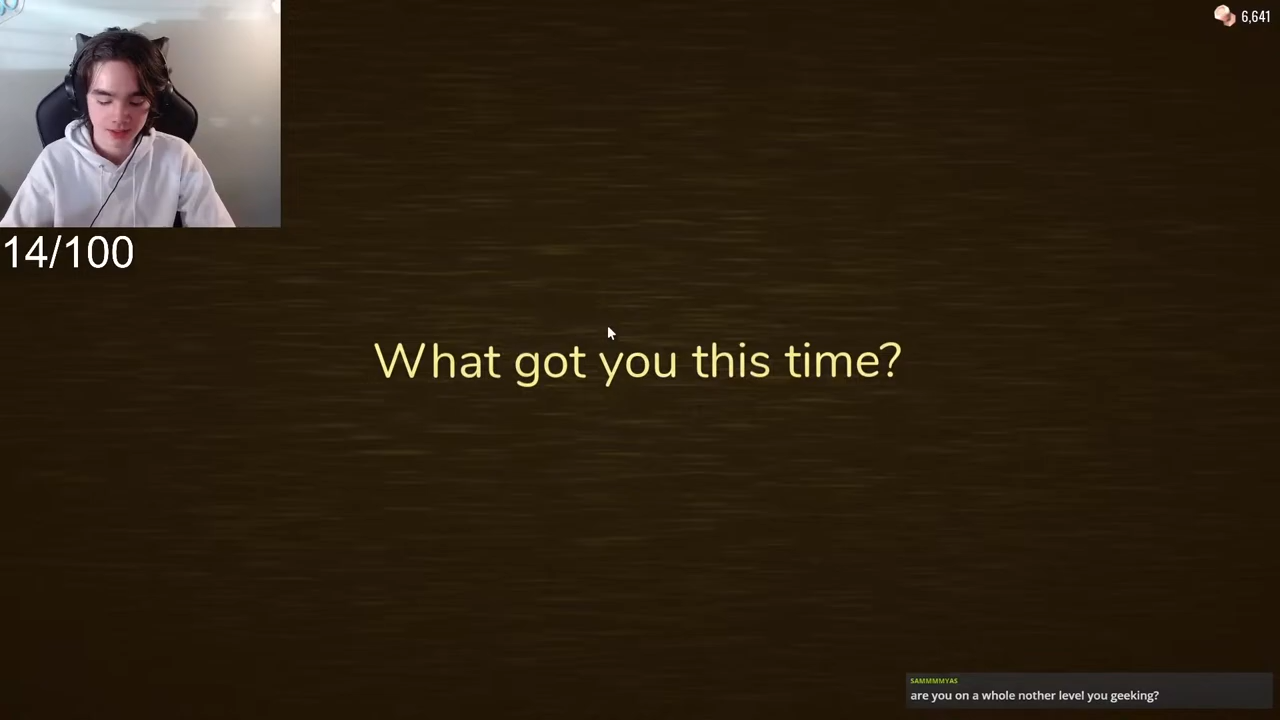 6,641
14/100
What got you this time?
SAMMMMYAS
are you on a whole nother level you geeking?